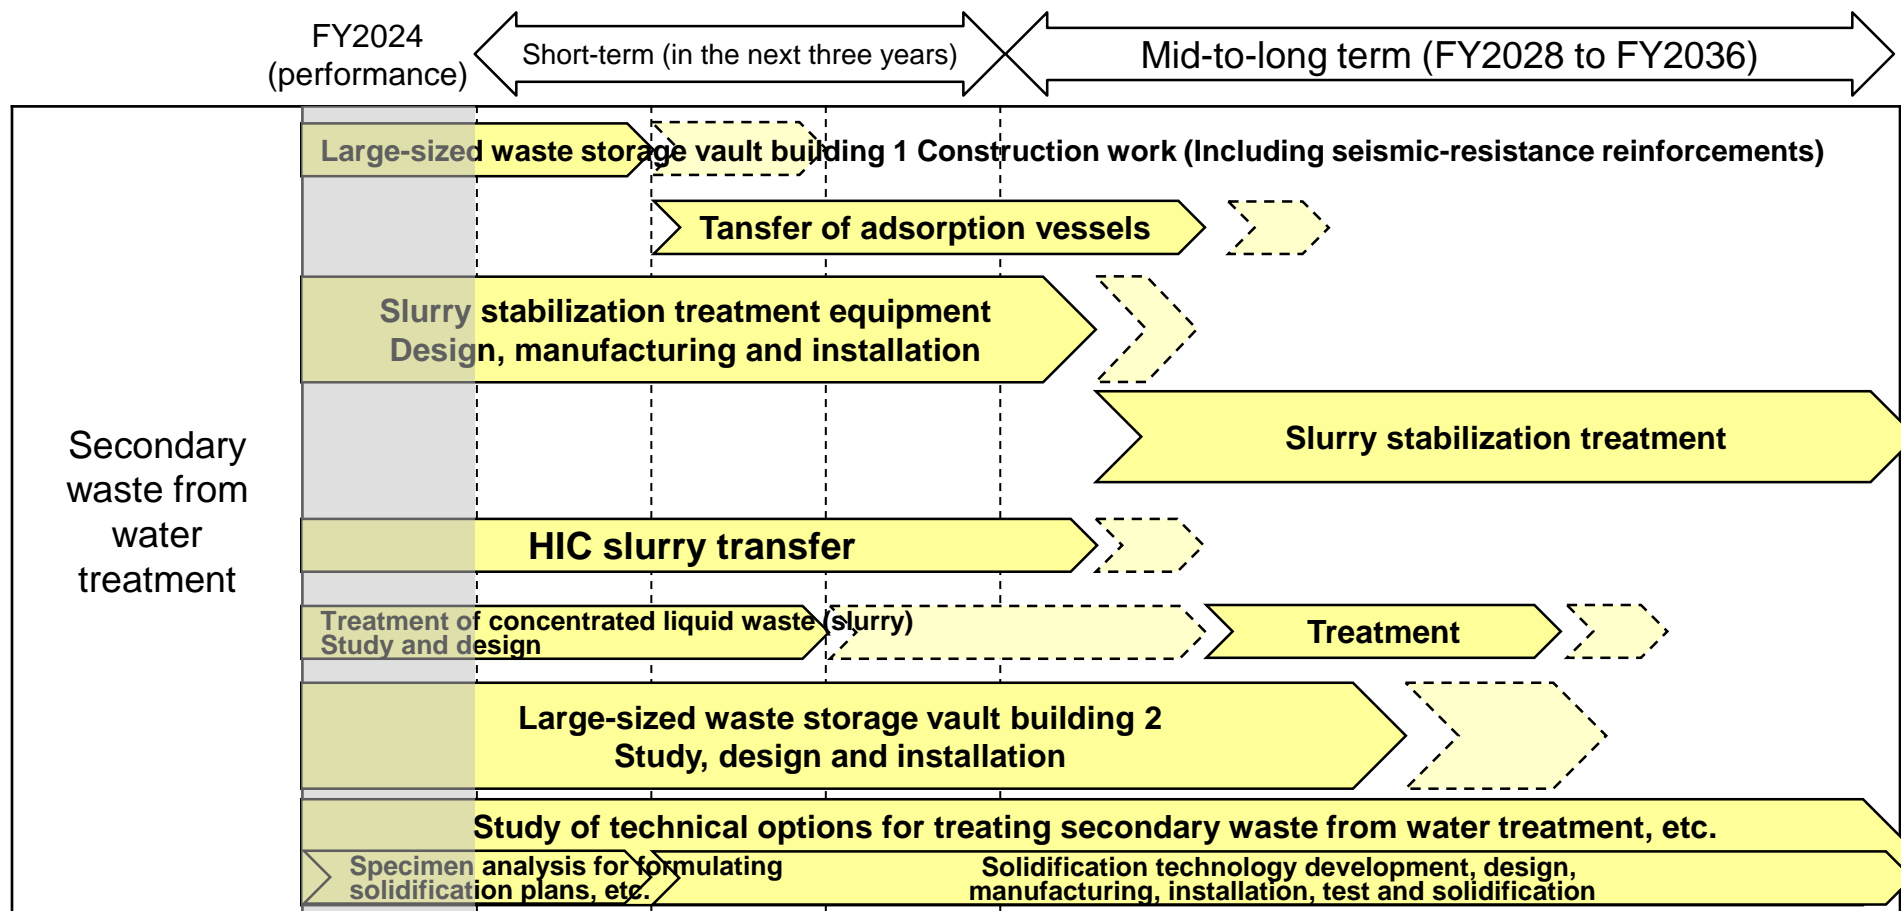 FY2024
(performance)
Short-term (in the next three years)
Mid-to-long term (FY2028 to FY2036)
Secondary
waste from
water
treatment
Large-sized waste storage vault building 1 Construction work (Including seismic-resistance reinforcements)
Tansfer of adsorption vessels
Slurry stabilization treatment equipment
Design, manufacturing and installation
Slurry stabilization treatment
HIC slurry transfer
Treatment of concentrated liquid waste (slurry)
Study and design
Treatment
Large-sized waste storage vault building 2
Study, design and installation
Study of technical options for treating secondary waste from water treatment, etc.
Specimen analysis for formulating
solidification plans, etc.
Solidification technology development, design,
manufacturing, installation, test and solidification